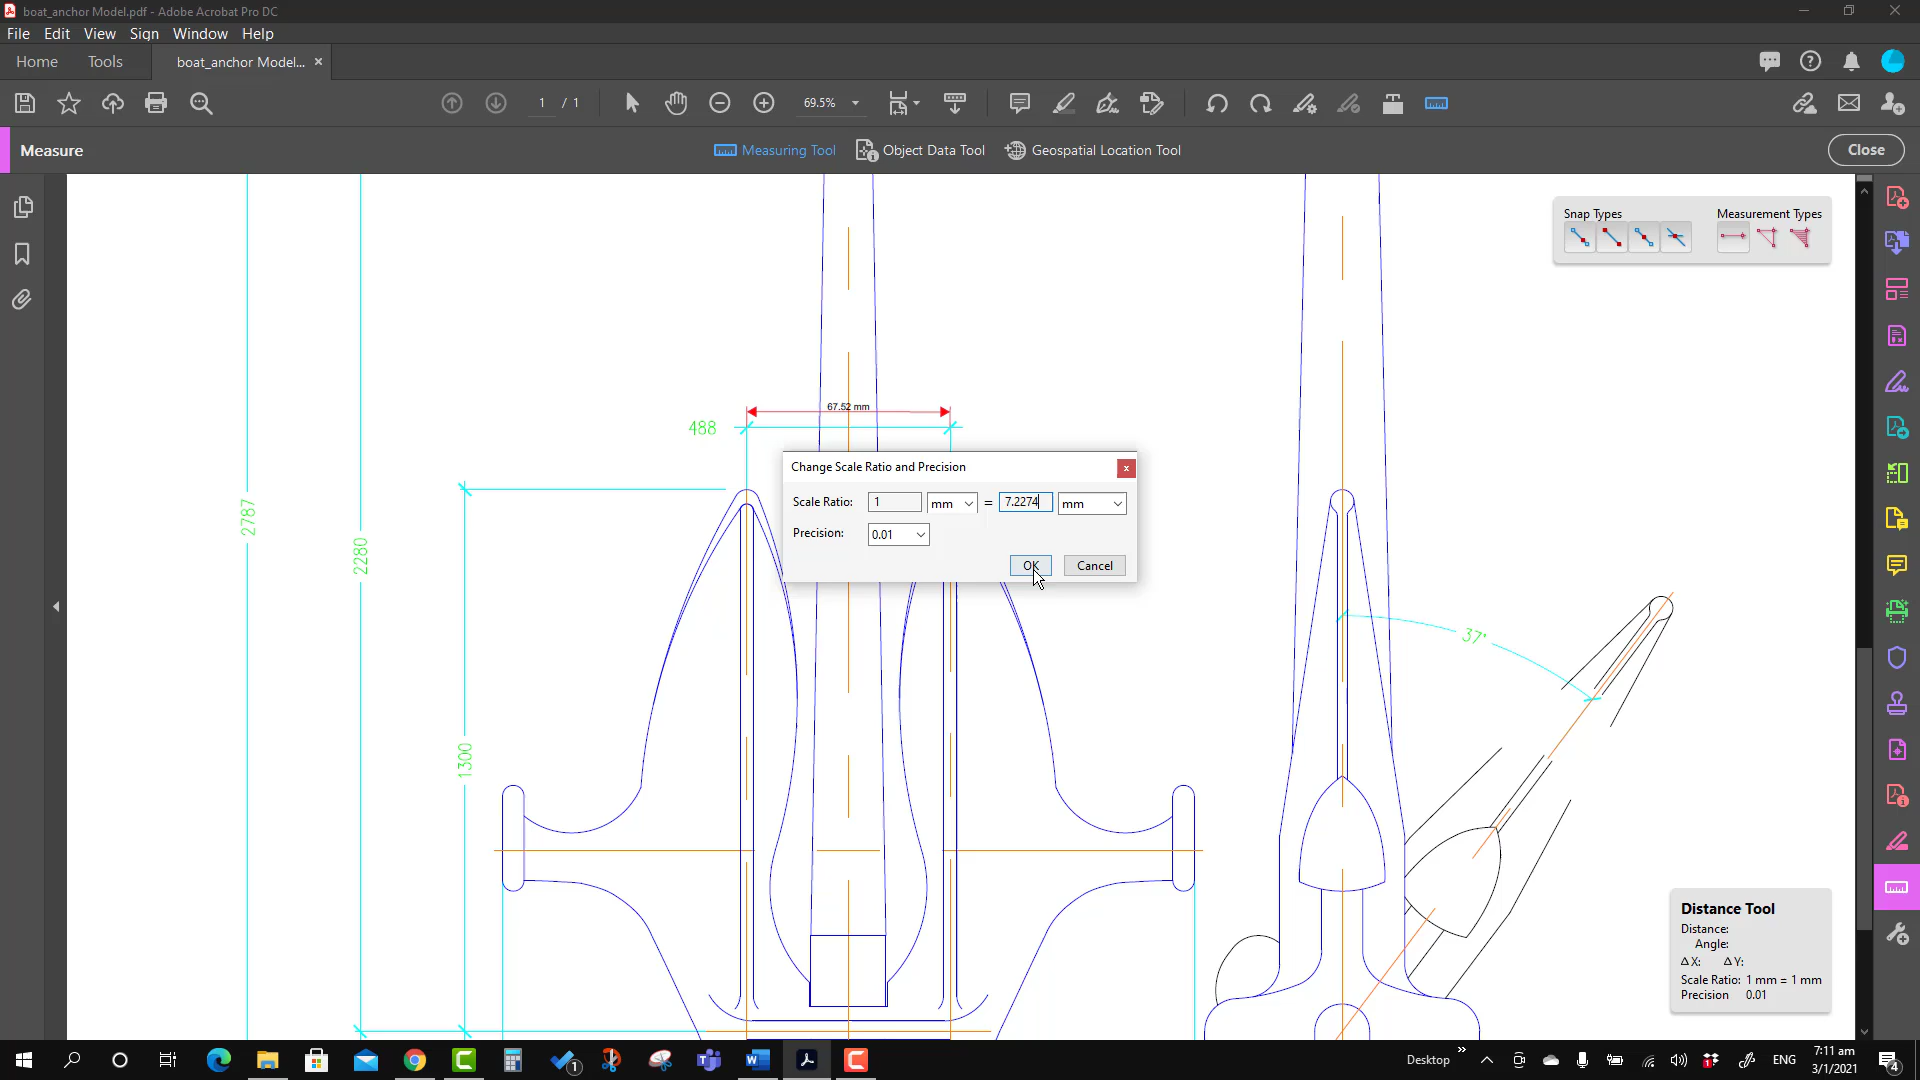 boat_anchor Model.pdf - Adobe Acrobat Pro DC
File Edit View Sign Window Help
Home Tools boat_anchor Model... ×
1 / 1 69.5%
Measure Measuring Tool Object Data Tool Geospatial Location Tool Close
Snap Types Measurement Types
67.52 mm
488
Change Scale Ratio and Precision x
Scale Ratio: 1 mm = 7.2274 mm
Precision: 0.01
OK Cancel
2787
2280
1300
37°
Distance Tool
Distance:
Angle:
Δ X: Δ Y:
Scale Ratio: 1 mm = 1 mm
Precision 0.01
Desktop » ENG 7:11 am
3/1/2021
1
4